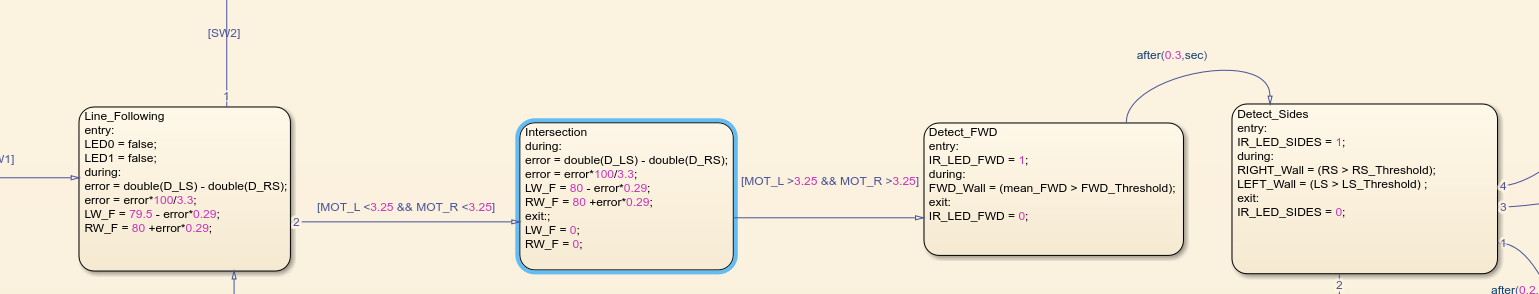 [SW2]
1
W1]
Line_Following
entry:
LED0 = false;
LED1 = false;
during:
error = double(D_LS) - double(D_RS);
error = error*100/3.3;
LW_F = 79.5 - error*0.29;
RW_F = 80 +error*0.29;
2
[MOT_L <3.25 && MOT_R <3.25]
Intersection
during:
error = double(D_LS) - double(D_RS);
error = error*100/3.3;
LW_F = 80 - error*0.29;
RW_F = 80 +error*0.29;
exit:;
LW_F = 0;
RW_F = 0;
[MOT_L >3.25 && MOT_R >3.25]
Detect_FWD
entry:
IR_LED_FWD = 1;
during:
FWD_Wall = (mean_FWD > FWD_Threshold);
exit:
IR_LED_FWD = 0;
after(0.3,sec)
Detect_Sides
entry:
IR_LED_SIDES = 1;
during:
RIGHT_Wall = (RS > RS_Threshold);
LEFT_Wall = (LS > LS_Threshold) ;
exit:
IR_LED_SIDES = 0;
4
3
1
2
after(0.2